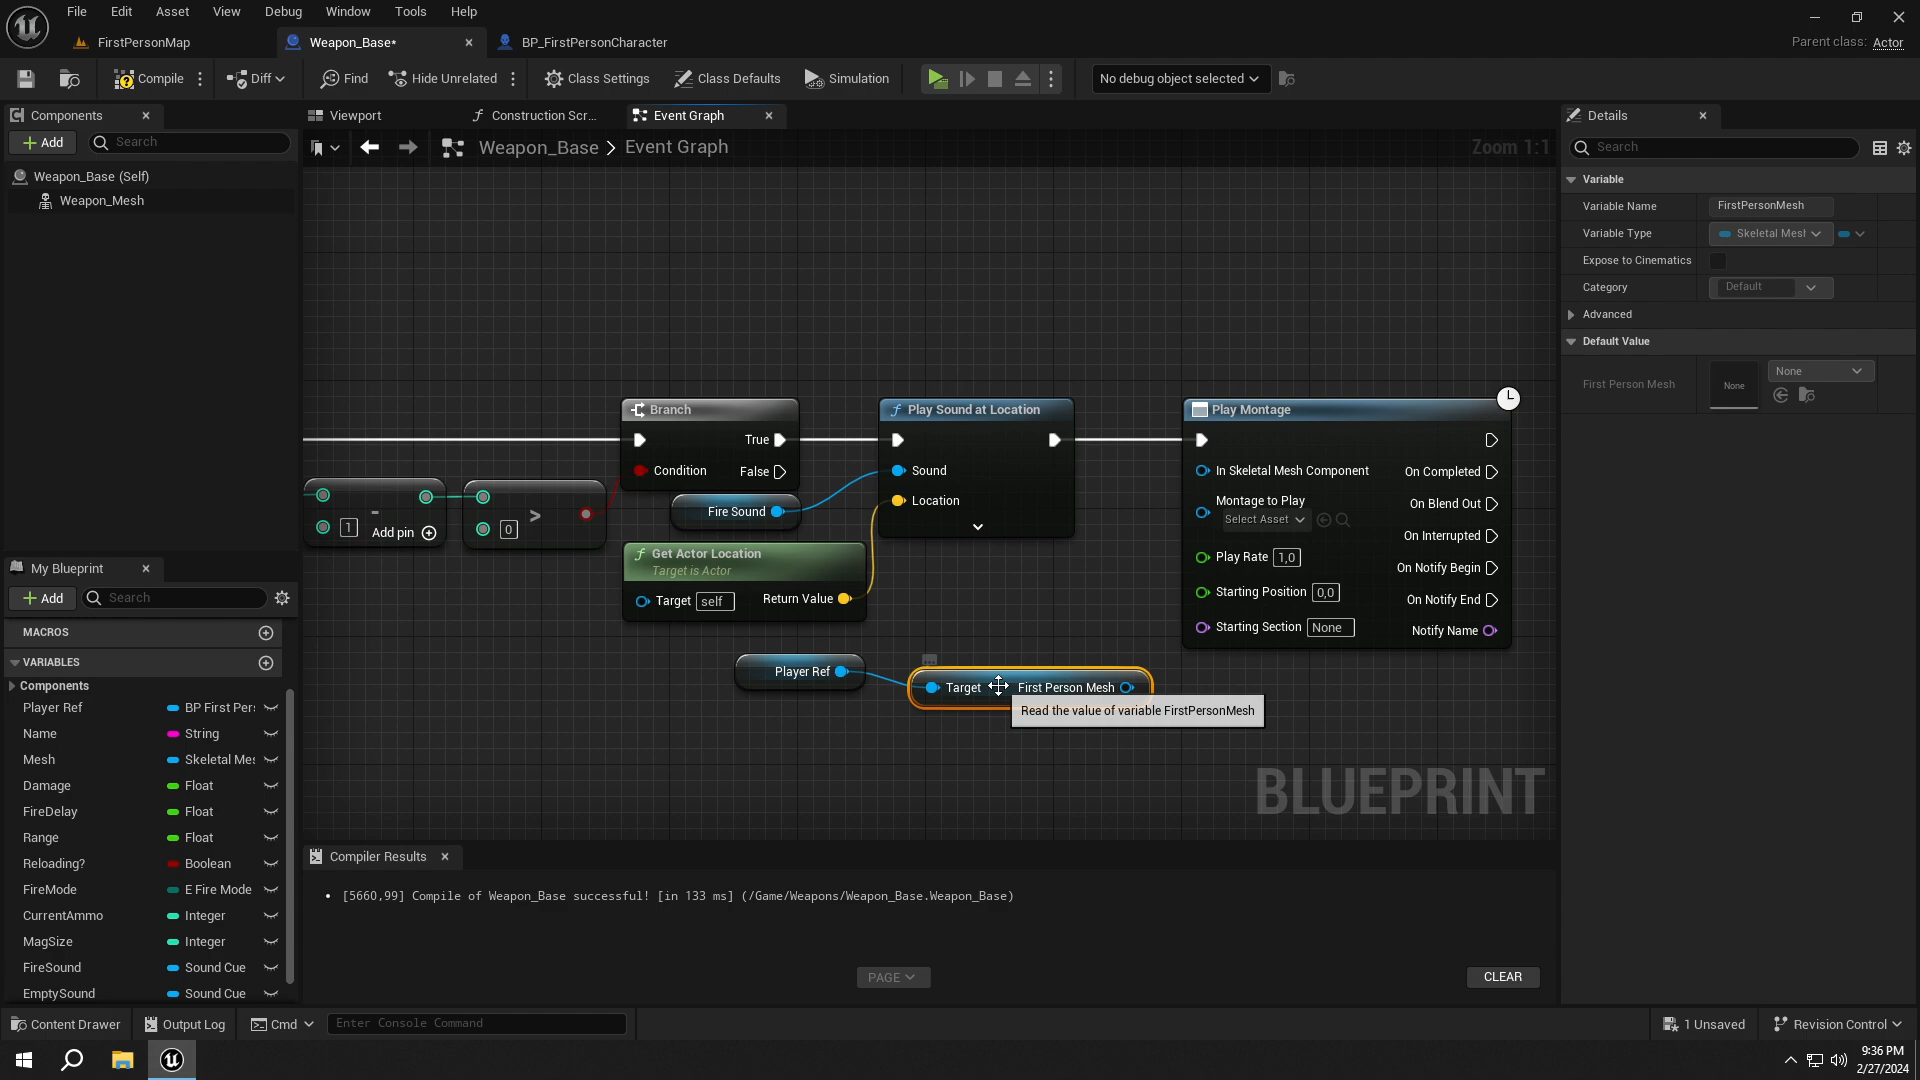 File Edit Asset View Debug Window Tools Help
FirstPersonMap Weapon_Base* BP_FirstPersonCharacter
Parent class: Actor
Compile Diff Find Hide Unrelated Class Settings Class Defaults Simulation No debug object selected
Components
Viewport Construction Scr... Event Graph
Details
Add Search
Weapon_Base > Event Graph Zoom 1:1
Search
Weapon_Base (Self)
Weapon_Mesh
Variable
Variable Name FirstPersonMesh
Variable Type Skeletal Mesh
Expose to Cinematics
Category Default
Advanced
Default Value
First Person Mesh None None
Branch
True
Condition False
Play Sound at Location
Sound
Location
Play Montage
In Skeletal Mesh Component On Completed
Montage to Play On Blend Out
Select Asset
On Interrupted
Play Rate 1,0 On Notify Begin
Starting Position 0,0 On Notify End
Starting Section None Notify Name
1 - Add pin
> 0
Fire Sound
Get Actor Location
Target is Actor
Target self Return Value
Player Ref
Target First Person Mesh
Read the value of variable FirstPersonMesh
BLUEPRINT
My Blueprint
Add Search
MACROS
VARIABLES
Components
Player Ref BP First Per
Name String
Mesh Skeletal Mes
Damage Float
FireDelay Float
Range Float
Reloading? Boolean
FireMode E Fire Mode
CurrentAmmo Integer
MagSize Integer
FireSound Sound Cue
EmptySound Sound Cue
Compiler Results
• [5660,99] Compile of Weapon_Base successful! [in 133 ms] (/Game/Weapons/Weapon_Base.Weapon_Base)
PAGE CLEAR
Content Drawer Output Log Cmd Enter Console Command 1 Unsaved Revision Control
9:36 PM
2/27/2024